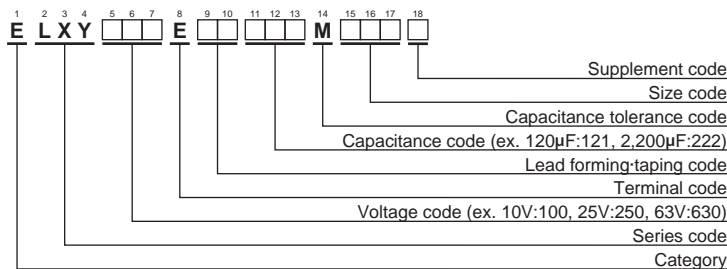 1 2 3 4 5 6 7 8 9 10 11 12 13 14 15 16 17 18
E L X Y E M
Supplement code
Size code
Capacitance tolerance code
Capacitance code (ex. 120μF:121, 2,200μF:222)
Lead forming·taping code
Terminal code
Voltage code (ex. 10V:100, 25V:250, 63V:630)
Series code
Category